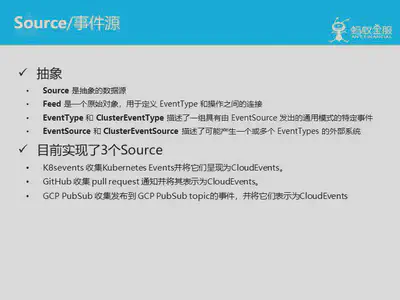 Source/事件源
蚂蚁金服
ANT FINANCIAL
✓ 抽象
• Source 是抽象的数据源
• Feed 是一个原始对象，用于定义 EventType 和操作之间的连接
• EventType 和 ClusterEventType 描述了一组具有由 EventSource 发出的通用模式的特定事件
• EventSource 和 ClusterEventSource 描述了可能产生一个或多个 EventTypes 的外部系统
✓ 目前实现了3个Source
• K8sevents 收集Kubernetes Events并将它们呈现为CloudEvents。
• GitHub 收集 pull request 通知并将其表示为CloudEvents。
• GCP PubSub 收集发布到 GCP PubSub topic的事件，并将它们表示为CloudEvents